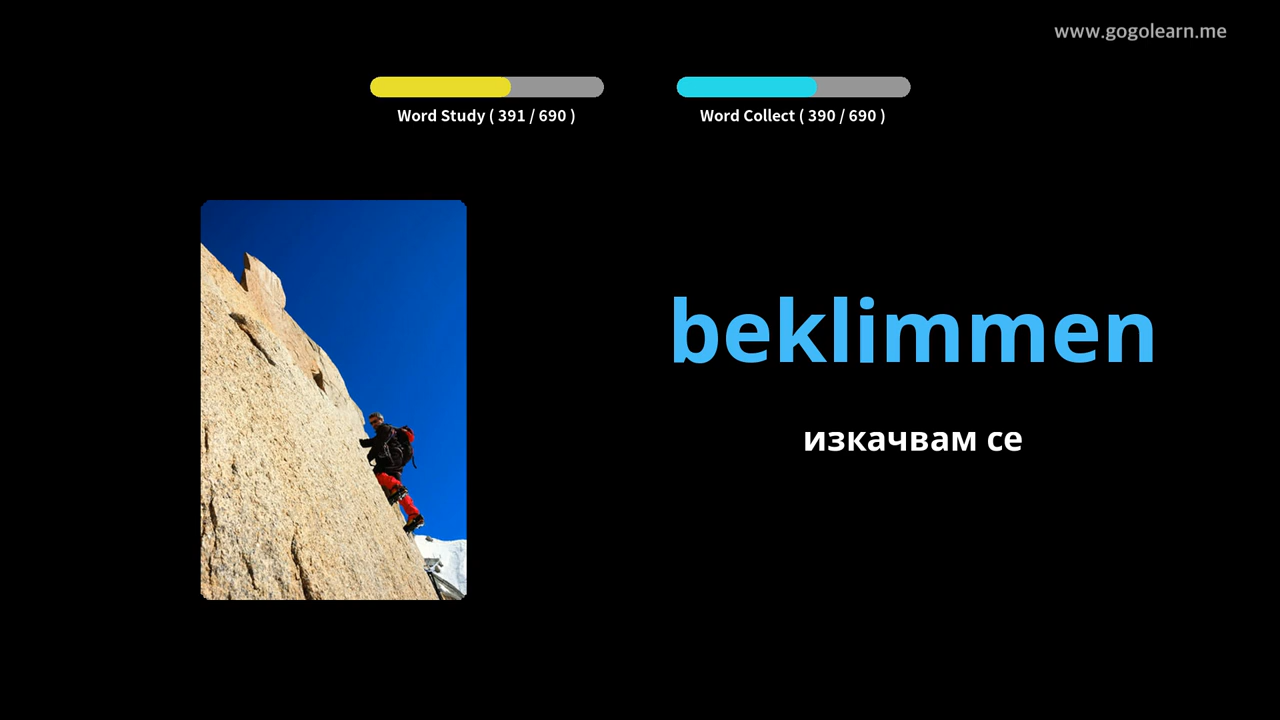 www.gogolearn.me
Word Study ( 391 / 690 )
Word Collect ( 390 / 690 )
beklimmen
изкачвам се